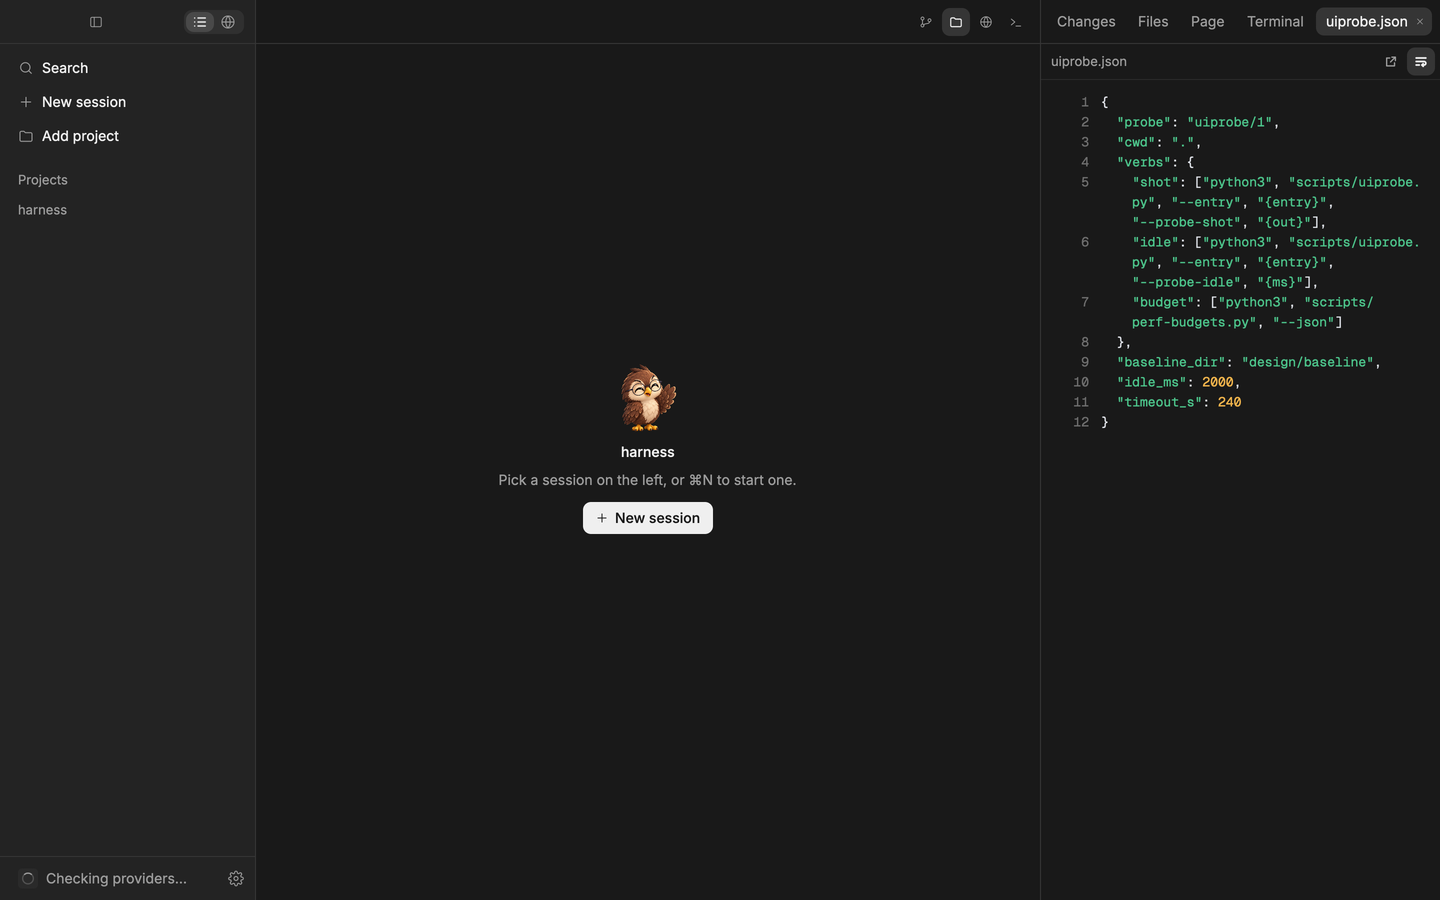 Search
New session
Add project
Projects
harness
Checking providers...
harness
Pick a session on the left, or ⌘N to start one.
New session
Changes Files Page Terminal uiprobe.json ×
uiprobe.json
1 {
2 "probe": "uiprobe/1",
3 "cwd": ".",
4 "verbs": {
5 "shot": ["python3", "scripts/uiprobe.
py", "--entry", "{entry}",
"--probe-shot", "{out}"],
6 "idle": ["python3", "scripts/uiprobe.
py", "--entry", "{entry}",
"--probe-idle", "{ms}"],
7 "budget": ["python3", "scripts/
perf-budgets.py", "--json"]
8 },
9 "baseline_dir": "design/baseline",
10 "idle_ms": 2000,
11 "timeout_s": 240
12 }